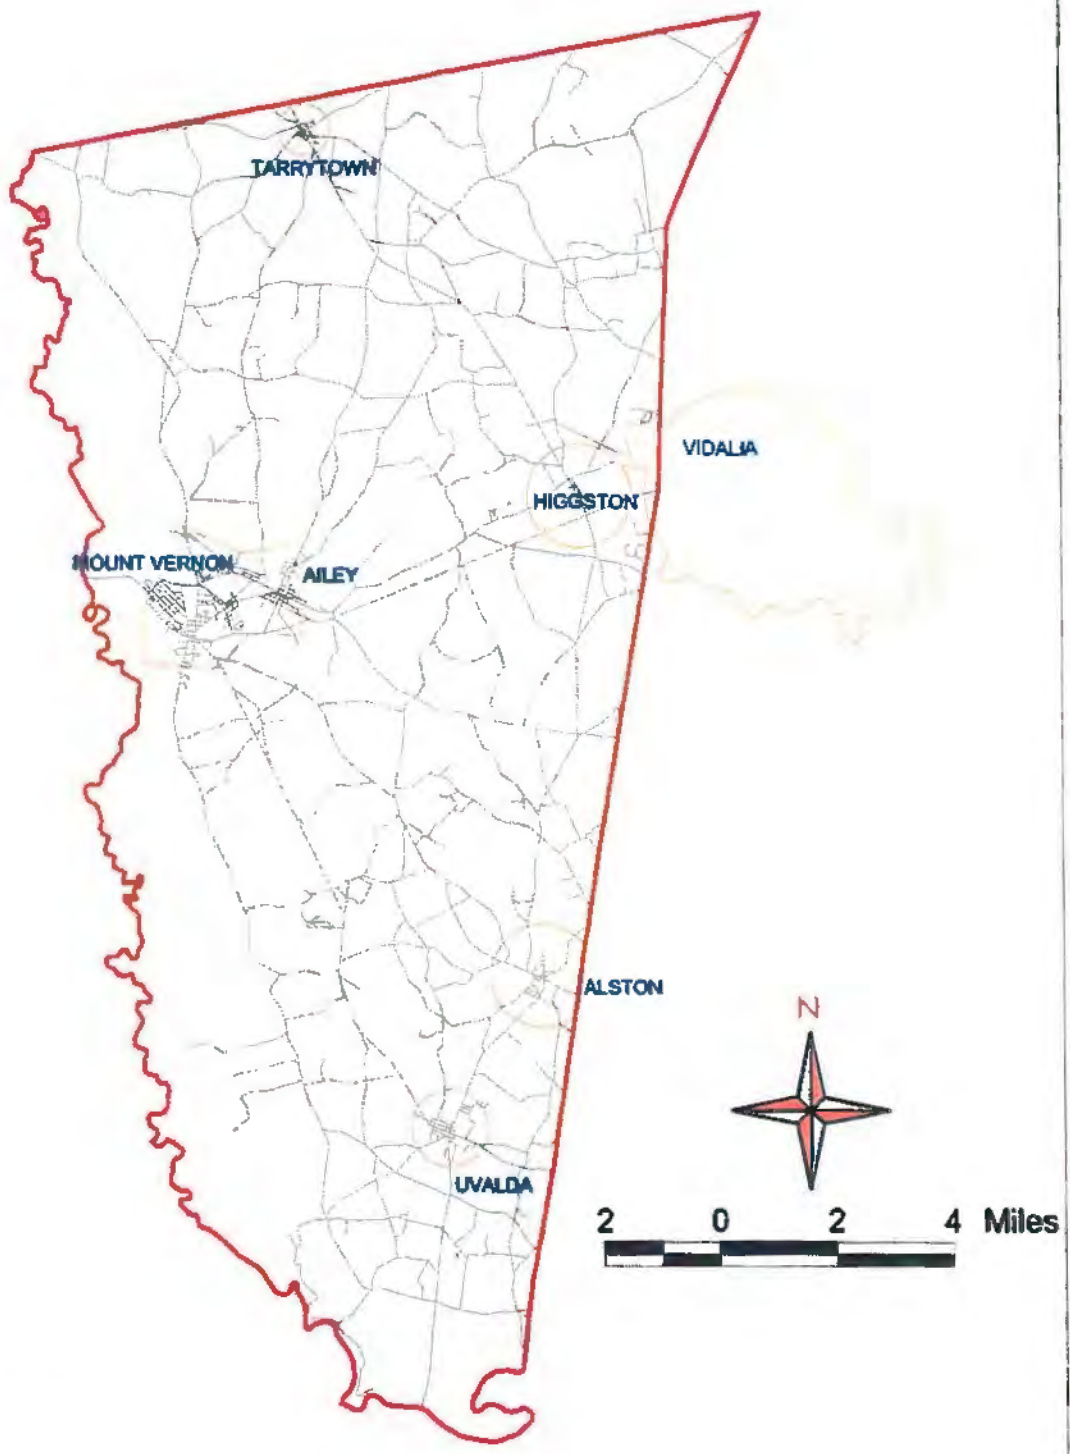 TARRYTOWN
VIDALIA
HIGGSTON
MOUNT VERNON
AILEY
ALSTON
N
UVALDA
2 0 2 4 Miles